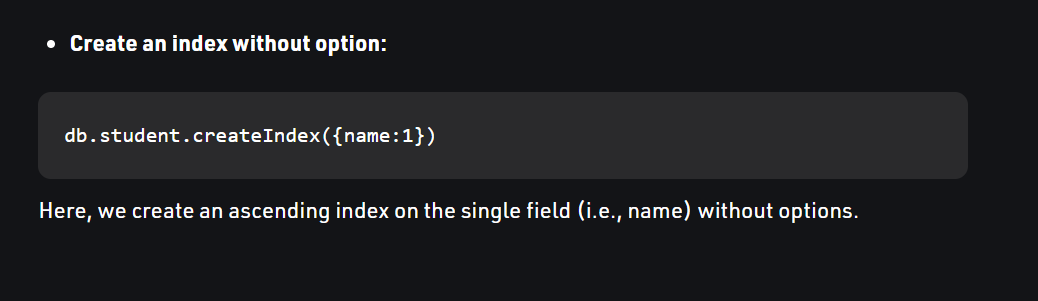 • Create an index without option:
db.student.createIndex({name:1})
Here, we create an ascending index on the single field (i.e., name) without options.